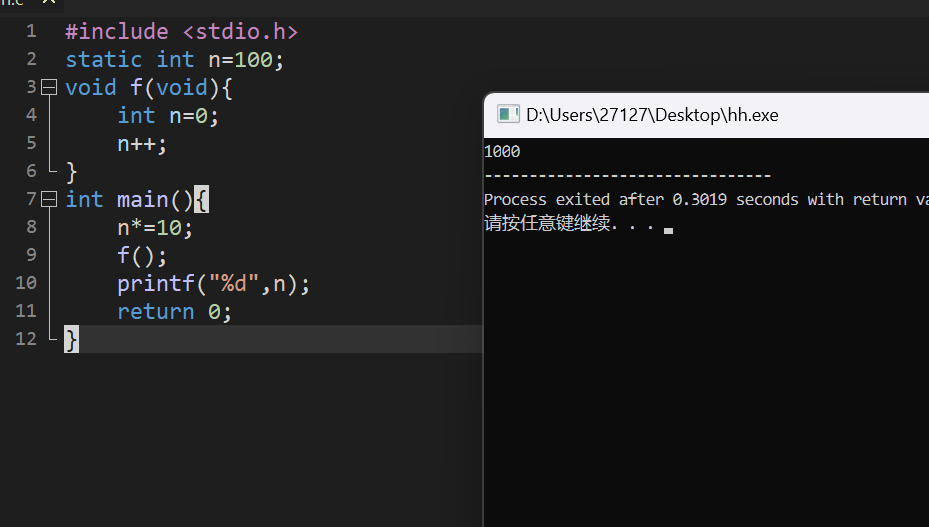 #include <stdio.h>
static int n=100;
void f(void){
    int n=0;
    n++;
}
int main(){
    n*=10;
    f();
    printf("%d",n);
    return 0;
}
1
2
3
4
5
6
7
8
9
10
11
12
D:\Users\27127\Desktop\hh.exe
1000
--------------------------------
Process exited after 0.3019 seconds with return
请按任意键继续. . .